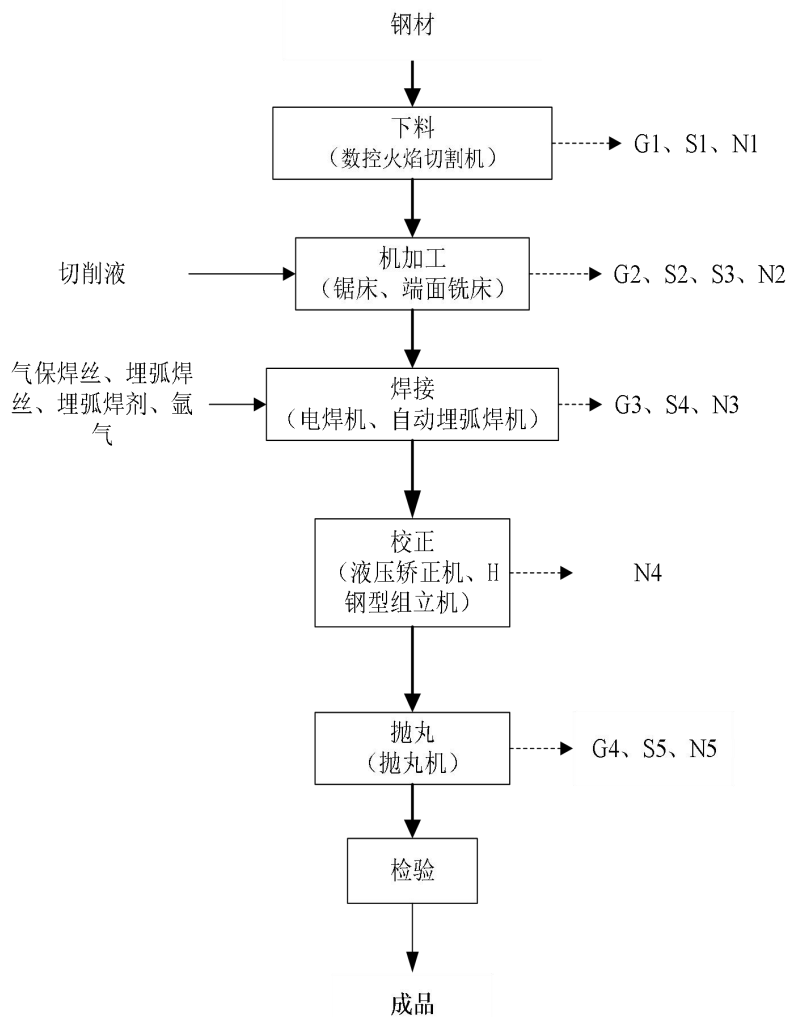 钢材
下料
（数控火焰切割机）
G1、S1、N1
切削液
机加工
（锯床、端面铣床）
G2、S2、S3、N2
气保焊丝、埋弧焊
丝、埋弧焊剂、氩
气
焊接
（电焊机、自动埋弧焊机）
G3、S4、N3
校正
（液压矫正机、H
钢型组立机）
N4
抛丸
（抛丸机）
G4、S5、N5
检验
成品